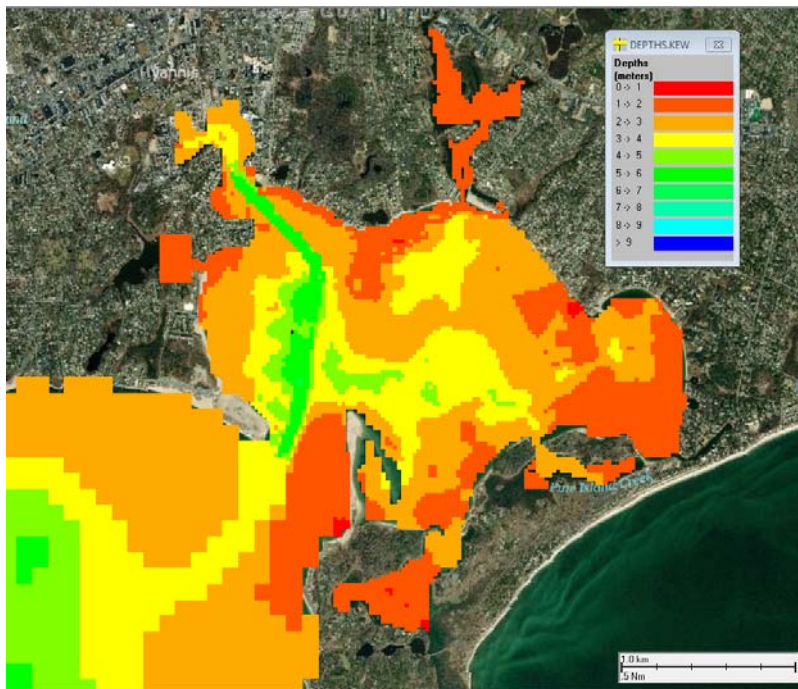 Hyannis
DEPTHS.KEW
Depths
(meters)
0 -> 1
1 -> 2
2 -> 3
3 -> 4
4 -> 5
5 -> 6
6 -> 7
7 -> 8
8 -> 9
> 9
Pine Island Creek
1.0 km
.5 Nm